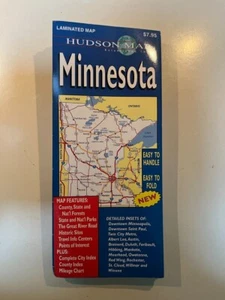 LAMINATED MAP
$7.95
HUDSON MAP
Minnesota
MANITOBA
ONTARIO
EASY TO
HANDLE
EASY TO
FOLD
NEW
MAP FEATURES:
County, State and
Nat'l Forests
State and Nat'l Parks
The Great River Road
Historic Sites
Travel Info Centers
Points of Interest
PLUS:
Complete City Index
County Index
Mileage Chart
DETAILED INSETS OF:
Downtown Minneapolis,
Downtown Saint Paul,
Twin City Metro,
Albert Lea, Austin,
Bemidji, Duluth, Faribault,
Hibbing, Mankato,
Moorhead, Owatonna,
Red Wing, Rochester,
St. Cloud, Willmar and
Winona